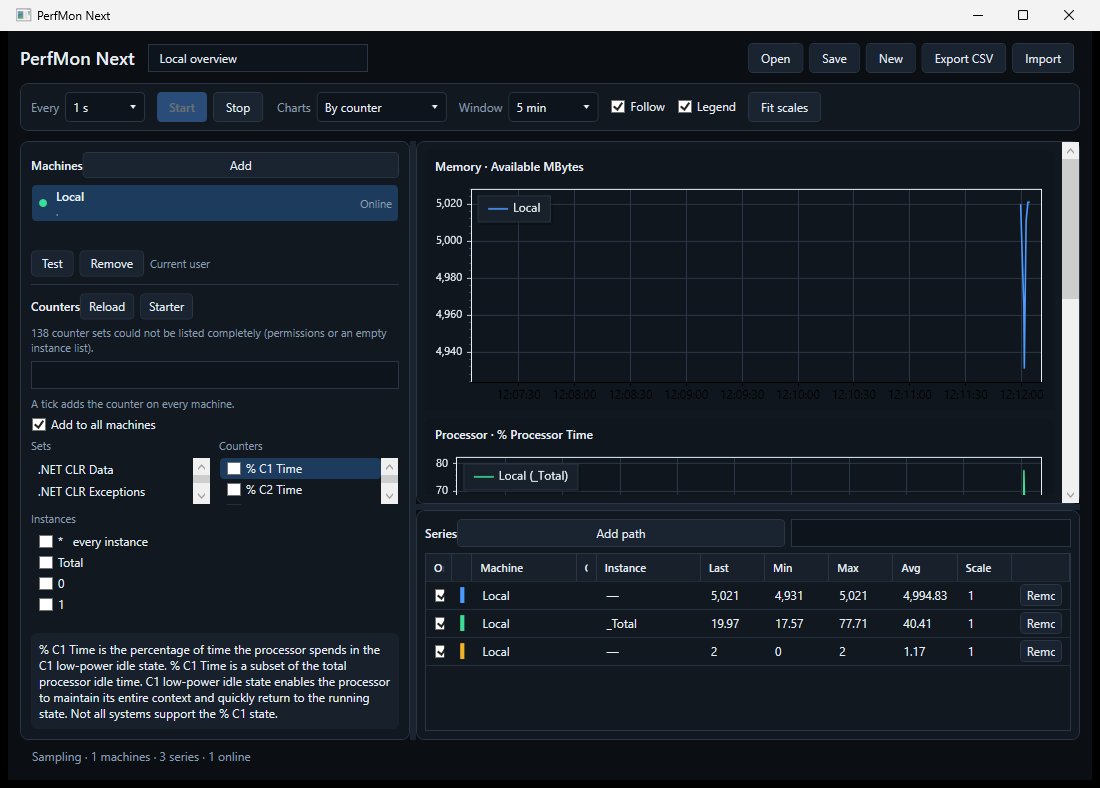 PerfMon Next
PerfMon Next
Local overview
Open
Save
New
Export CSV
Import
Every
1 s
Start
Stop
Charts
By counter
Window
5 min
Follow
Legend
Fit scales
Machines
Add
Local
.
Online
Test
Remove
Current user
Counters
Reload
Starter
138 counter sets could not be listed completely (permissions or an empty
instance list).
A tick adds the counter on every machine.
Add to all machines
Sets
Counters
.NET CLR Data
.NET CLR Exceptions
% C1 Time
% C2 Time
Instances
* every instance
Total
0
1
% C1 Time is the percentage of time the processor spends in the
C1 low-power idle state. % C1 Time is a subset of the total
processor idle time. C1 low-power idle state enables the processor
to maintain its entire context and quickly return to the running
state. Not all systems support the % C1 state.
Memory · Available MBytes
Local
5,020
5,000
4,980
4,960
4,940
12:07:30 12:08:00 12:08:30 12:09:00 12:09:30 12:10:00 12:10:30 12:11:00 12:11:30 12:12:00
Processor · % Processor Time
Local (_Total)
80
70
Series
Add path
O Machine ( Instance Last Min Max Avg Scale
Local — 5,021 4,931 5,021 4,994.83 1 Remc
Local _Total 19.97 17.57 77.71 40.41 1 Remc
Local — 2 0 2 1.17 1 Remc
Sampling · 1 machines · 3 series · 1 online